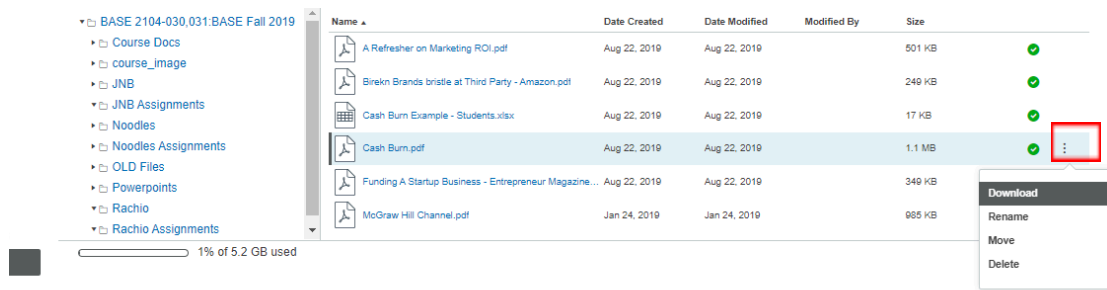 BASE 2104-030,031:BASE Fall 2019
Course Docs
course_image
JNB
JNB Assignments
Noodles
Noodles Assignments
OLD Files
Powerpoints
Rachio
Rachio Assignments
1% of 5.2 GB used
Name Date Created Date Modified Modified By Size
A Refresher on Marketing ROI.pdf Aug 22, 2019 Aug 22, 2019 501 KB
Birekn Brands bristle at Third Party - Amazon.pdf Aug 22, 2019 Aug 22, 2019 249 KB
Cash Burn Example - Students.xlsx Aug 22, 2019 Aug 22, 2019 17 KB
Cash Burn.pdf Aug 22, 2019 Aug 22, 2019 1.1 MB
Funding A Startup Business - Entrepreneur Magazine... Aug 22, 2019 Aug 22, 2019 349 KB
McGraw Hill Channel.pdf Jan 24, 2019 Jan 24, 2019 985 KB
Download
Rename
Move
Delete